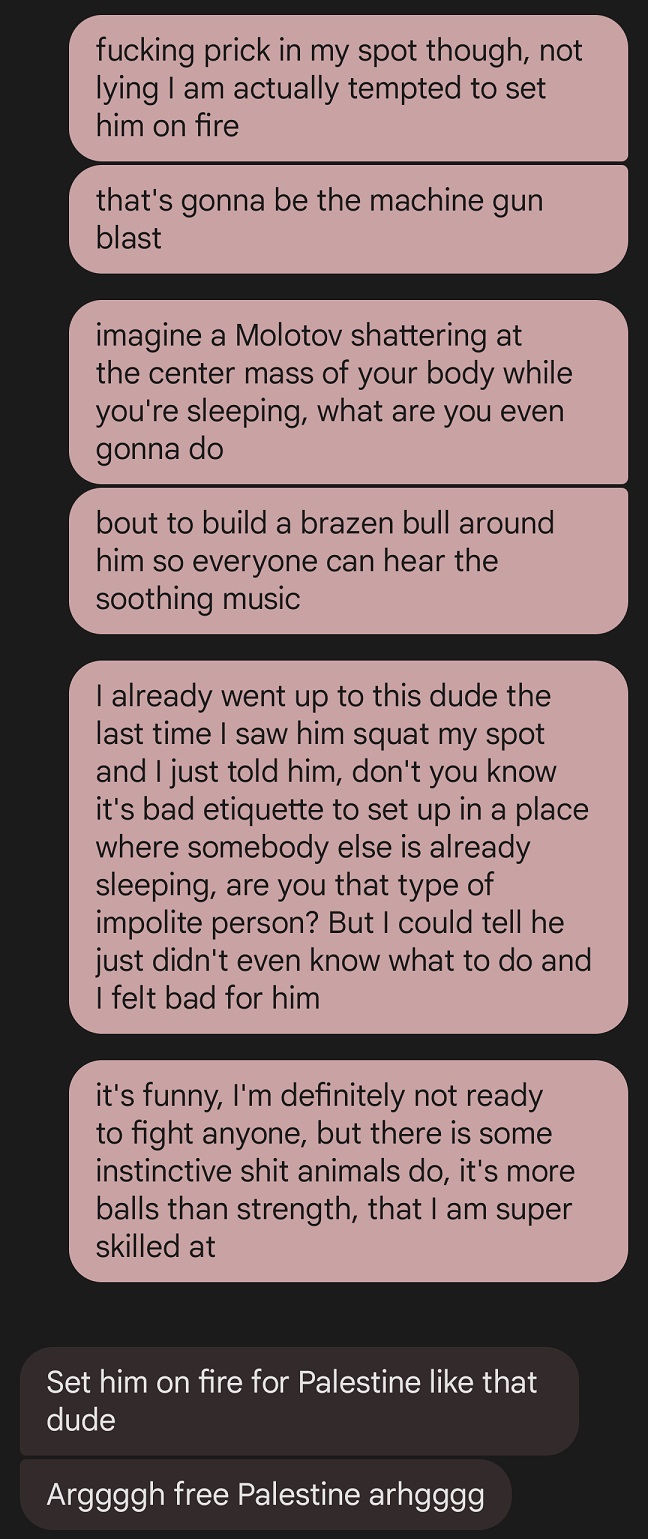 fucking prick in my spot though, not
lying I am actually tempted to set
him on fire
that's gonna be the machine gun
blast
imagine a Molotov shattering at
the center mass of your body while
you're sleeping, what are you even
gonna do
bout to build a brazen bull around
him so everyone can hear the
soothing music
I already went up to this dude the
last time I saw him squat my spot
and I just told him, don't you know
it's bad etiquette to set up in a place
where somebody else is already
sleeping, are you that type of
impolite person? But I could tell he
just didn't even know what to do and
I felt bad for him
it's funny, I'm definitely not ready
to fight anyone, but there is some
instinctive shit animals do, it's more
balls than strength, that I am super
skilled at
Set him on fire for Palestine like that
dude
Arggggh free Palestine arhgggg